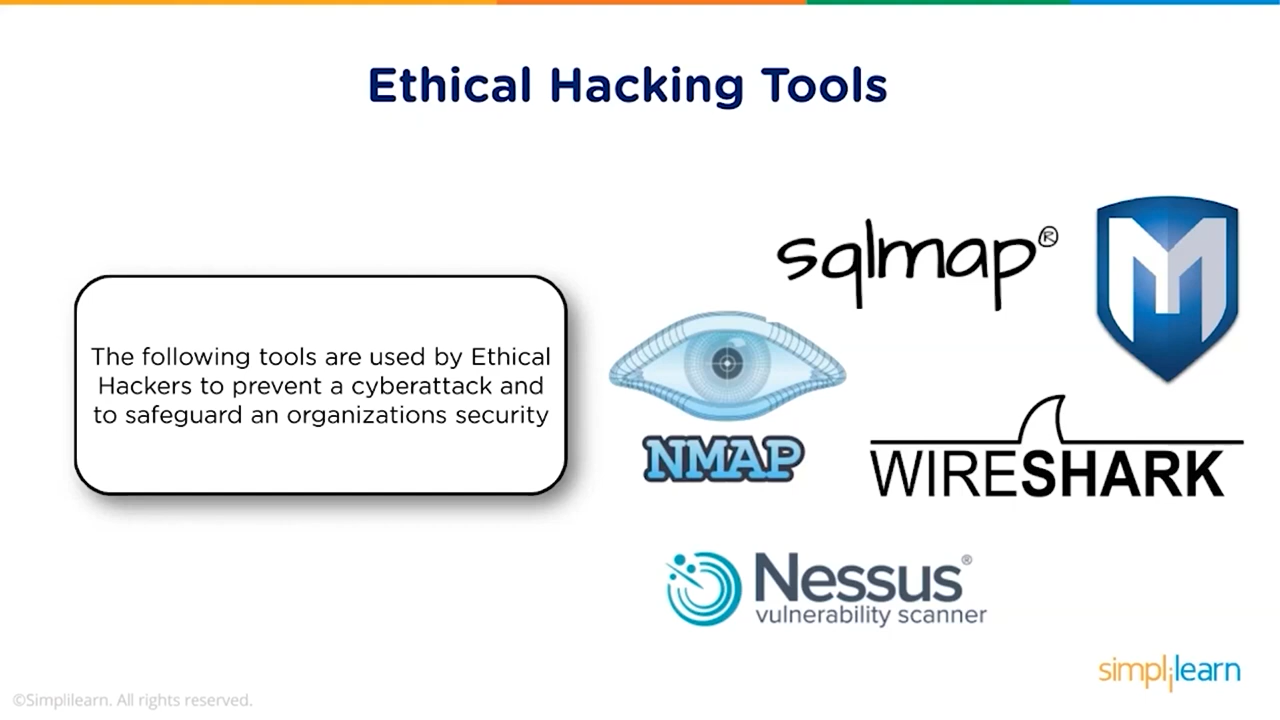 Ethical Hacking Tools
The following tools are used by Ethical
Hackers to prevent a cyberattack and
to safeguard an organizations security
sqlmap®
M
NMAP
WIRESHARK
Nessus®
vulnerability scanner
simplilearn
©Simplilearn. All rights reserved.